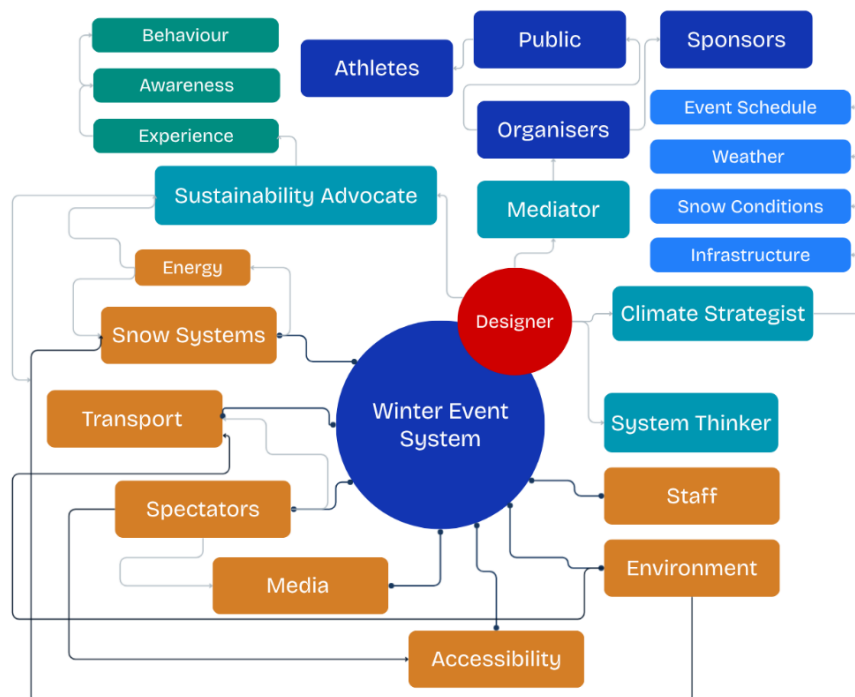 Behaviour
Public
Sponsors
Athletes
Awareness
Event Schedule
Experience
Organisers
Weather
Sustainability Advocate
Mediator
Snow Conditions
Infrastructure
Energy
Designer
Climate Strategist
Snow Systems
Transport
Winter Event
System
System Thinker
Staff
Spectators
Environment
Media
Accessibility